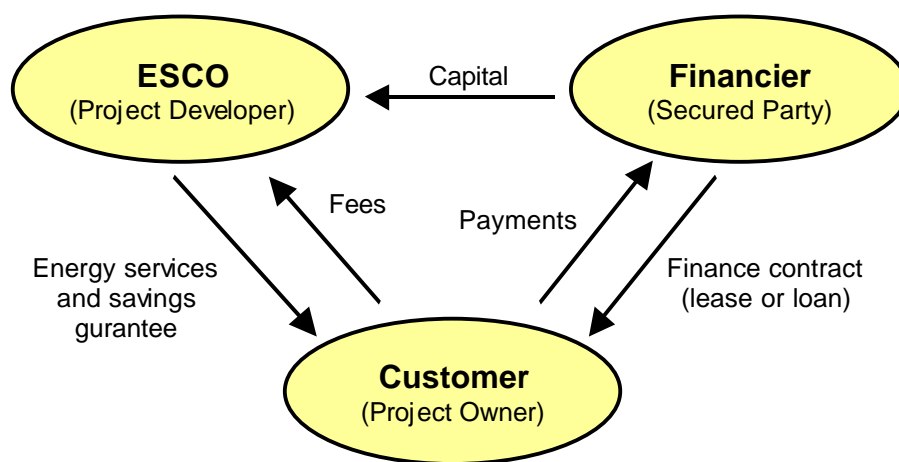 ESCO
(Project Developer)
Capital
Financier
(Secured Party)
Fees
Payments
Energy services
and savings
gurantee
Finance contract
(lease or loan)
Customer
(Project Owner)